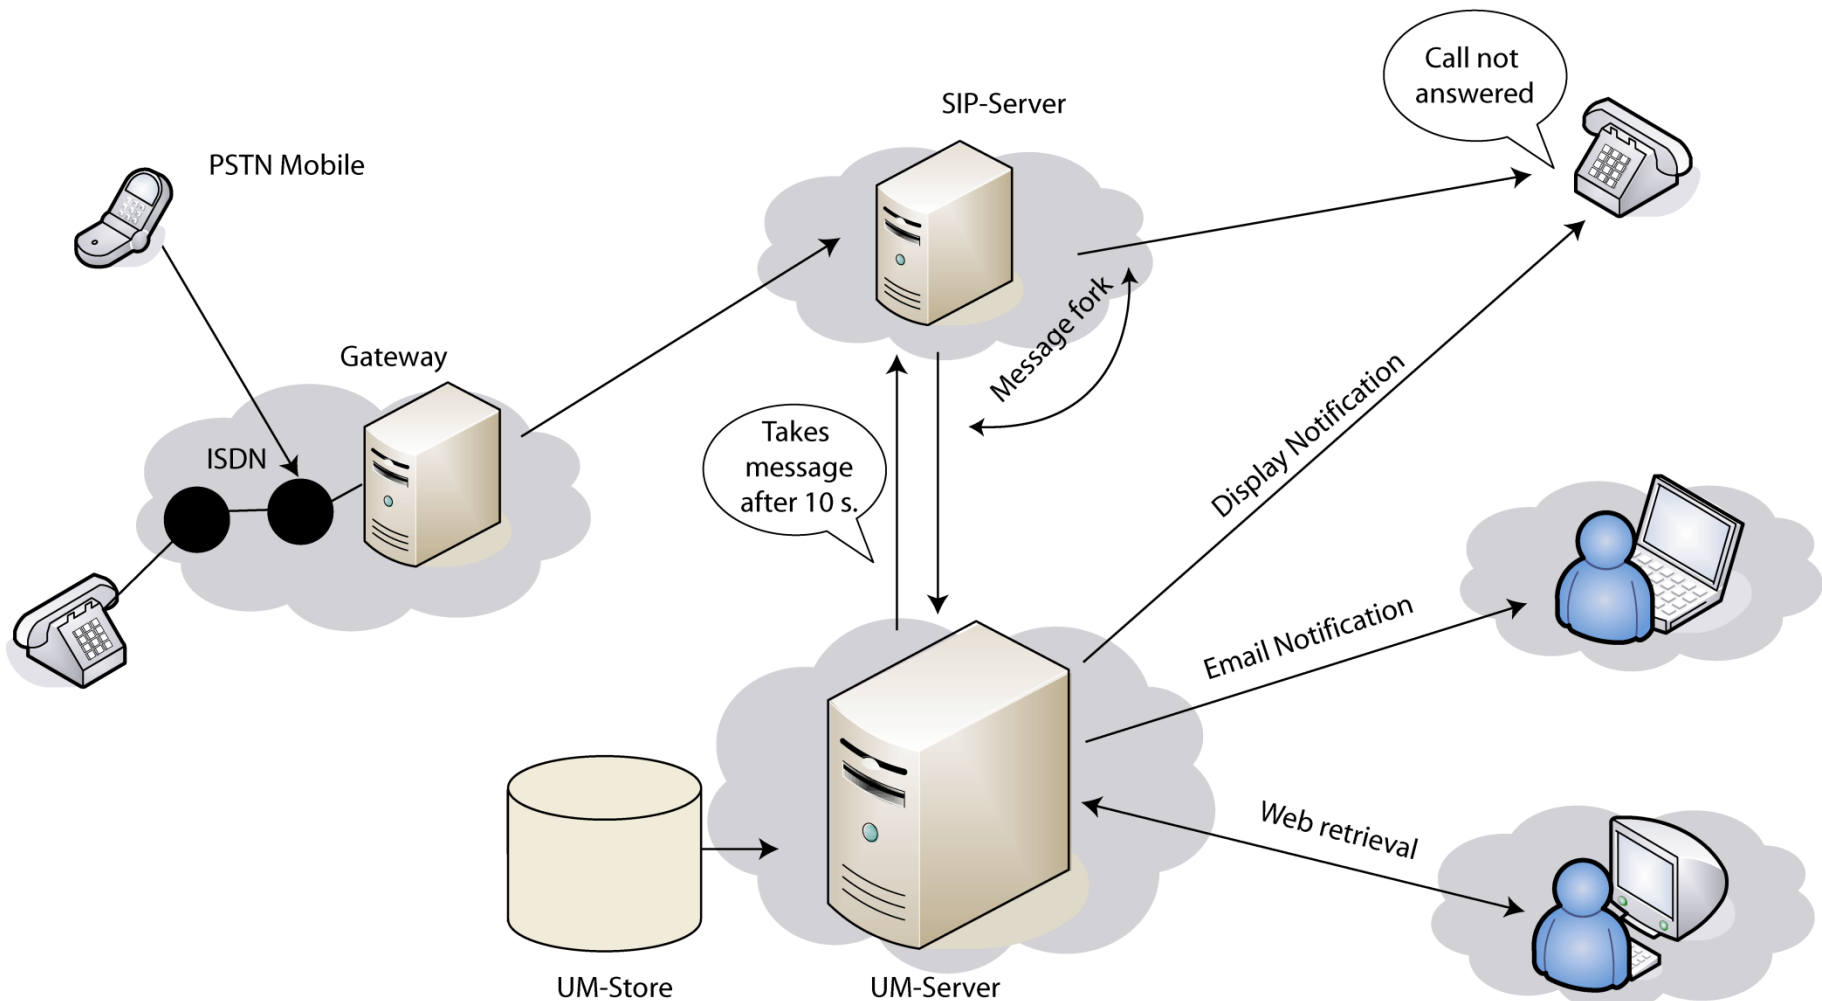 Call not
answered
SIP-Server
PSTN Mobile
Gateway
Message fork
ISDN
Takes
message
after 10 s.
Display Notification
Email Notification
Web retrieval
UM-Store
UM-Server